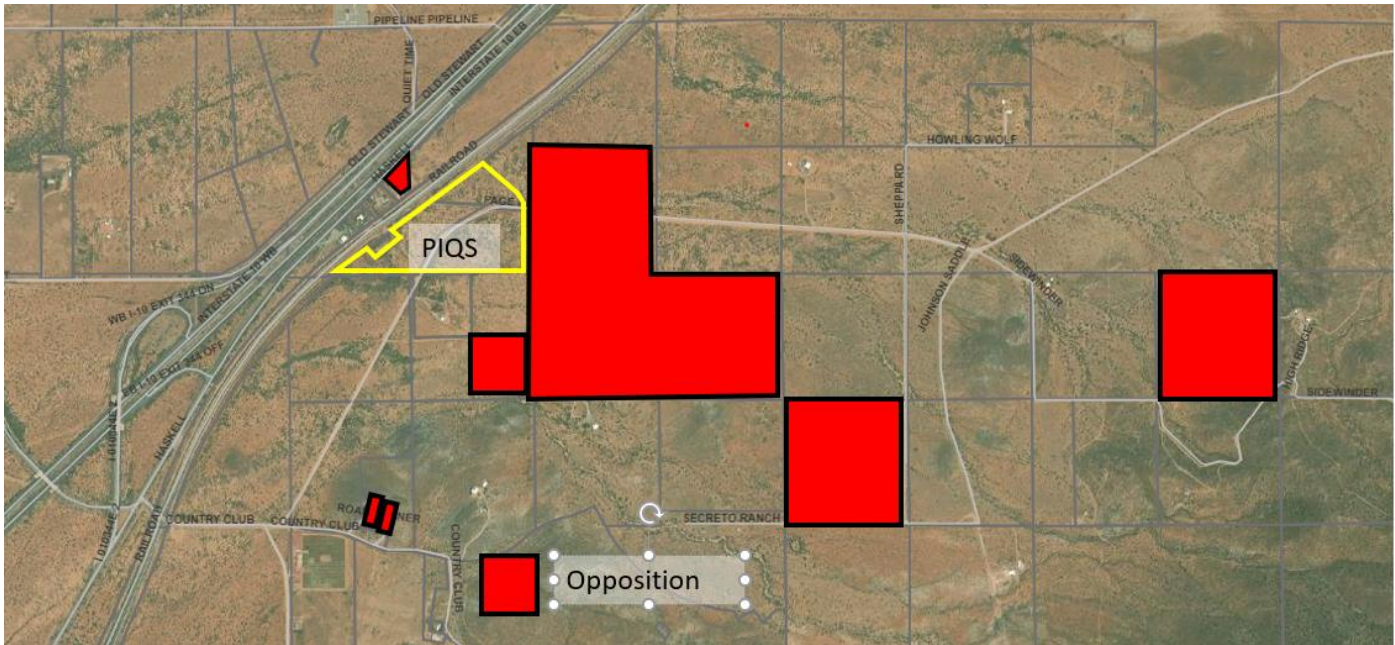 PIPELINE PIPELINE
QUIET TIME
OLD STEWART
INTERSTATE 10 EB
OLD STEWART
HASKELL
RAILROAD
HOWLING WOLF
SHEPPARD
PAGE
PIQS
INTERSTATE 10 WB
WB I-10 EXIT 344 ON
EB I-10 EXIT 344 OFF
JOHNSON SADDLE
SIDEWINDER
HIGH RIDGE
SIDEWINDER
HASKELL
RAILROAD
COUNTRY CLUB
COUNTRY CLUB
COUNTRY CLUB
SECRETO RANCH
Opposition